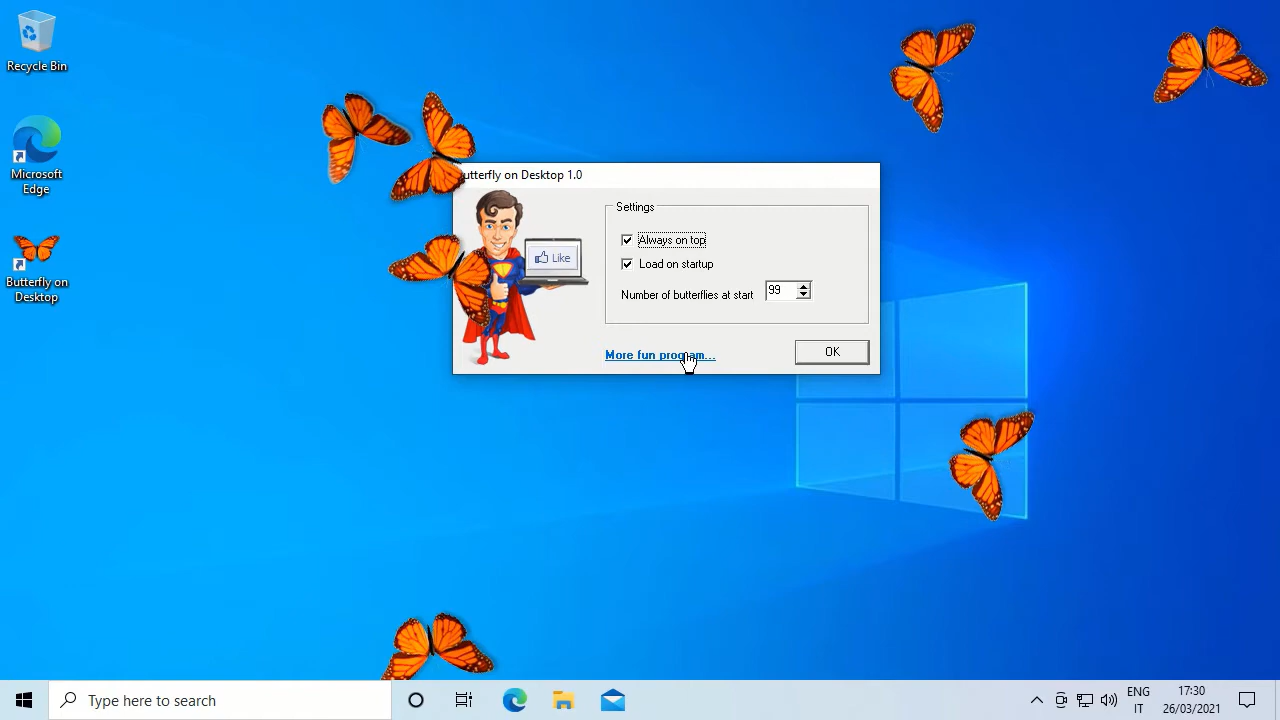 Recycle Bin
Microsoft
Edge
Butterfly on
Desktop
utterfly on Desktop 1.0
Like
Settings
Always on top
Load on startup
Number of butterflies at start 99
More fun program...
OK
Type here to search
ENG
IT
17:30
26/03/2021